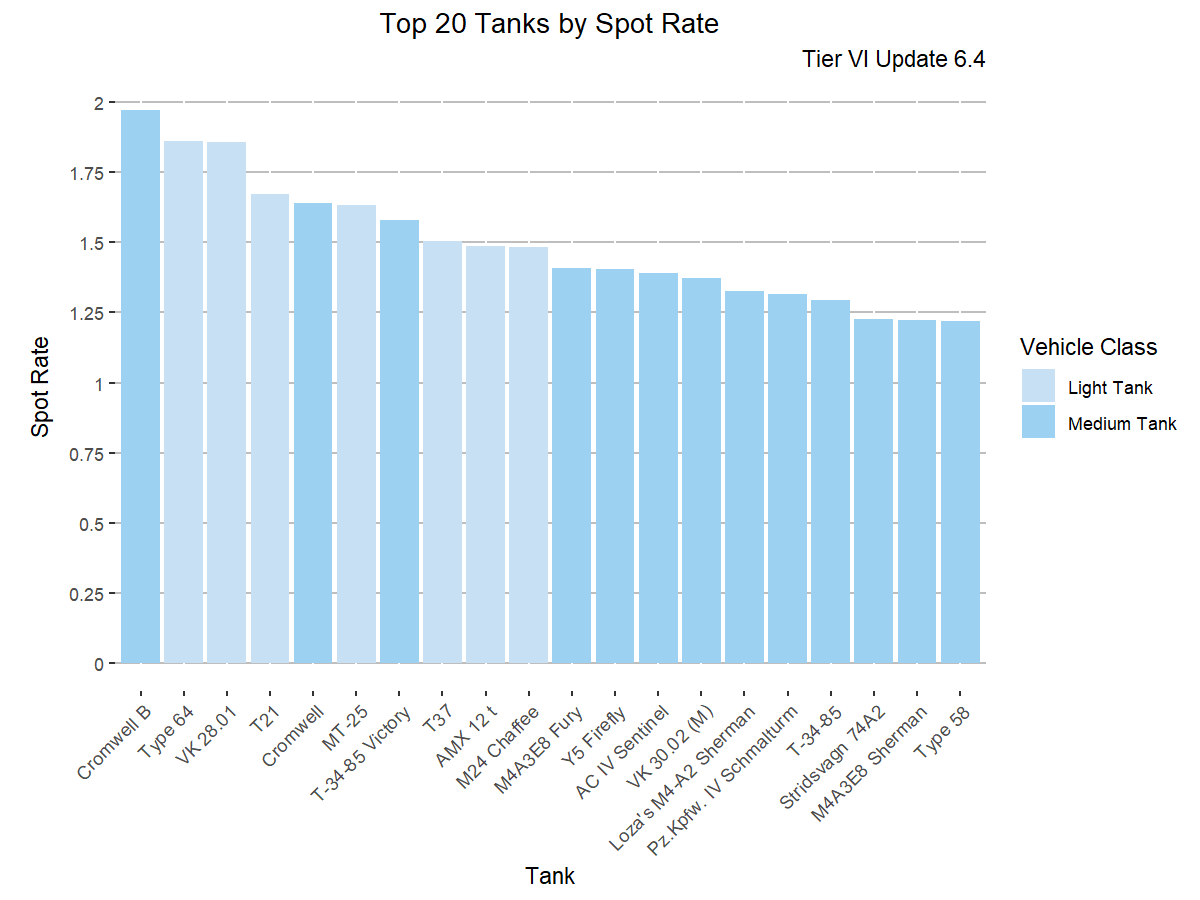 Top 20 Tanks by Spot Rate
Tier VI Update 6.4
2
1.75
1.5
1.25
1
0.75
0.5
0.25
0
Spot Rate
Cromwell B
Type 64
VK 28.01
T21
Cromwell
MT-25
T-34-85 Victory
T37
AMX 12 t
M24 Chaffee
M4A3E8 Fury
Y5 Firefly
AC IV Sentinel
VK 30.02 (M)
Loza's M4-A2 Sherman
Pz.Kpfw. IV Schmalturm
T-34-85
Stridsvagn 74A2
M4A3E8 Sherman
Type 58
Tank
Vehicle Class
Light Tank
Medium Tank